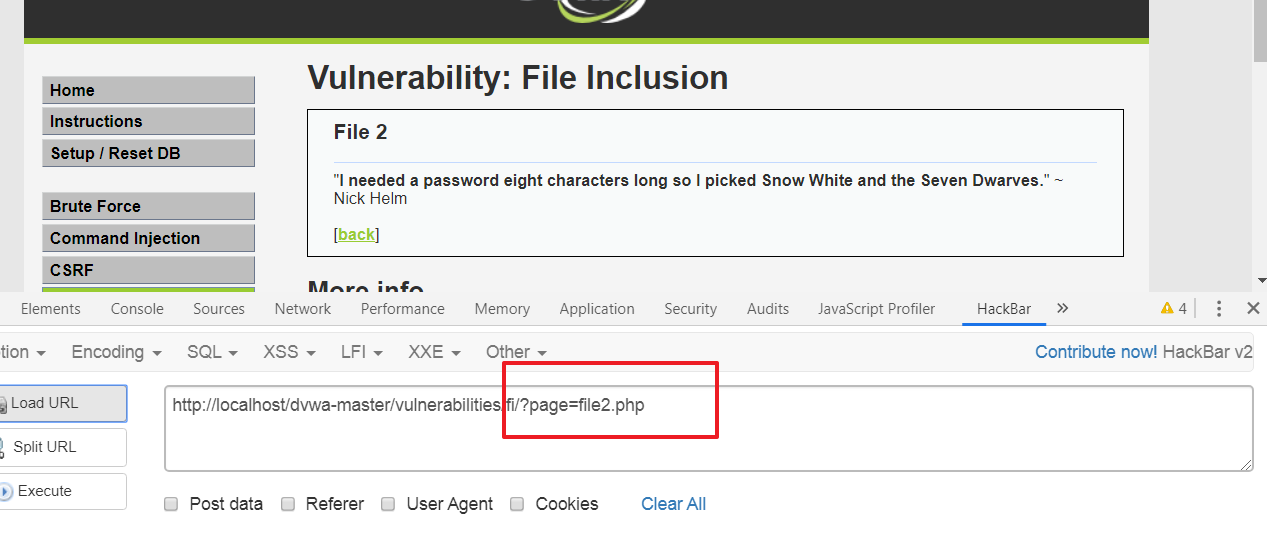 Vulnerability: File Inclusion
Home
Instructions
Setup / Reset DB
Brute Force
Command Injection
CSRF
File 2
"I needed a password eight characters long so I picked Snow White and the Seven Dwarves." ~
Nick Helm
[back]
More info
Elements Console Sources Network Performance Memory Application Security Audits JavaScript Profiler HackBar » 4
Encoding SQL XSS LFI XXE Other Contribute now! HackBar v2
Load URL
http://localhost/dvwa-master/vulnerabilities/fi/?page=file2.php
Split URL
Execute
Post data Referer User Agent Cookies Clear All